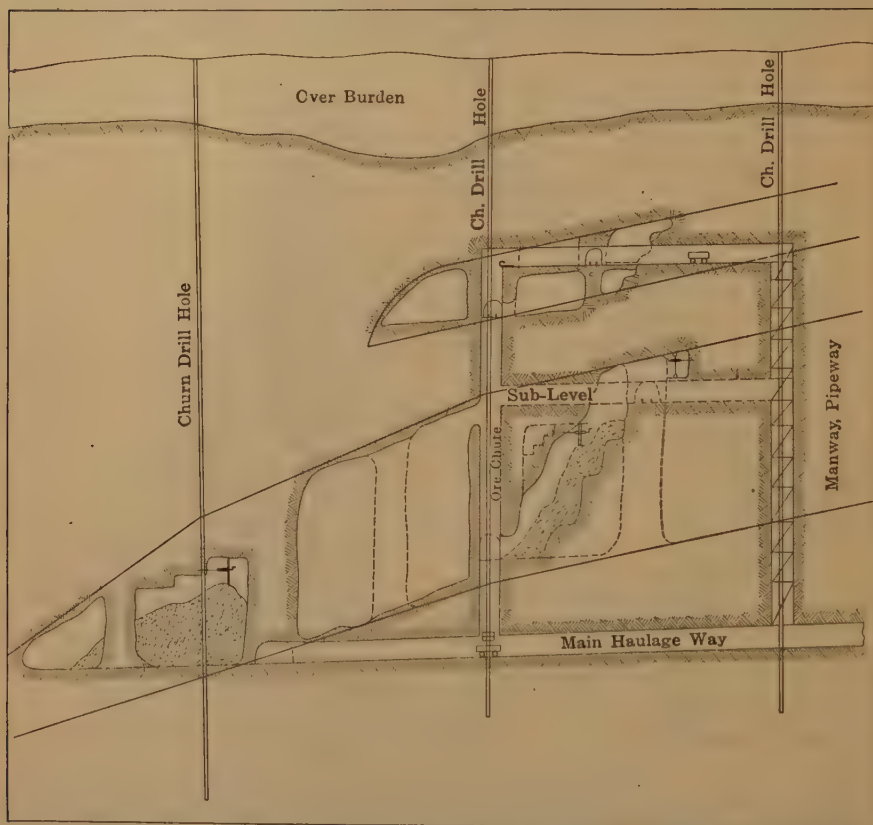 Over Burden
Churn Drill Hole
Ch. Drill Hole
Ch. Drill Hole
Sub-Level
Ore Chute
Manway, Pipeway
Main Haulage Way